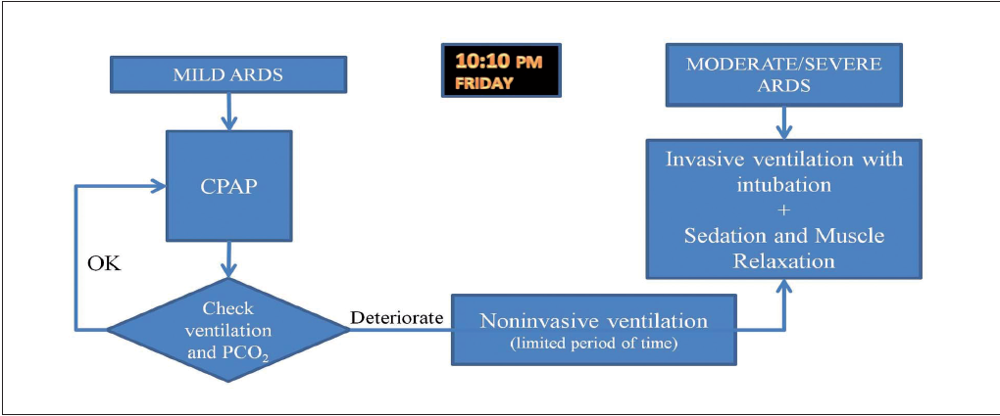 MILD ARDS
10:10 PM
FRIDAY
MODERATE/SEVERE
ARDS
CPAP
Invasive ventilation with
intubation
+
Sedation and Muscle
Relaxation
OK
Check
ventilation
and PCO₂
Deteriorate
Noninvasive ventilation
(limited period of time)